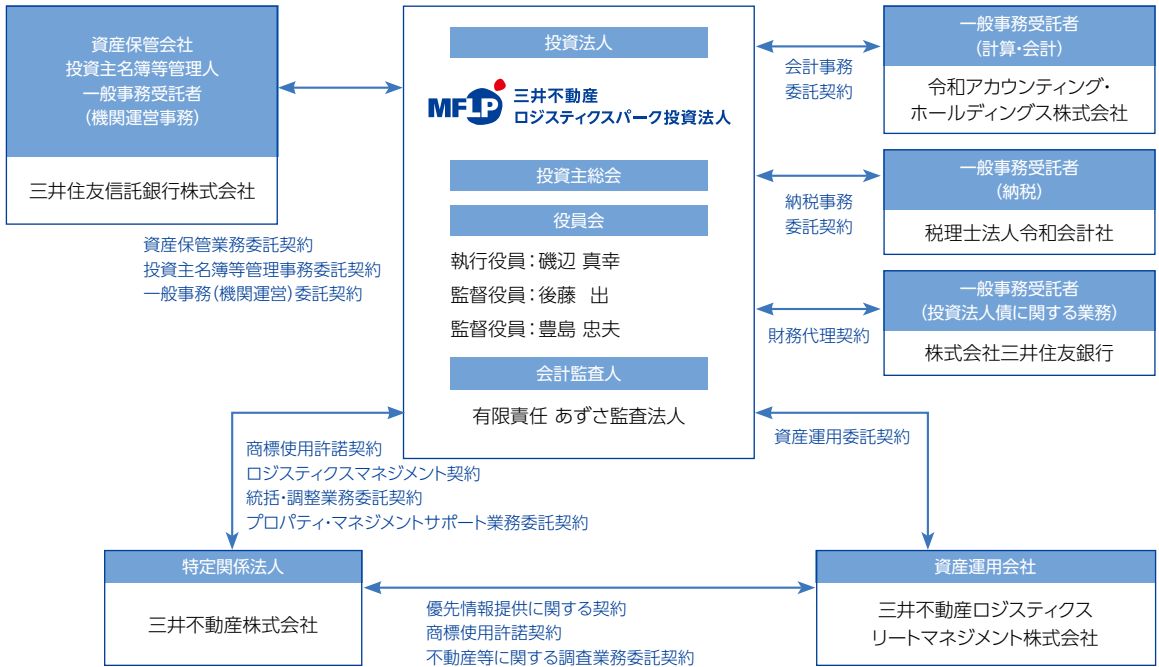 資産保管会社
投資主名簿等管理人
一般事務受託者
(機関運営事務)
三井住友信託銀行株式会社
資産保管業務委託契約
投資主名簿等管理事務委託契約
一般事務(機関運営)委託契約
投資法人
MFLP
三井不動産
ロジスティクスパーク投資法人
投資主総会
役員会
執行役員:磯辺 真幸
監督役員:後藤 出
監督役員:豊島 忠夫
会計監査人
有限責任 あずさ監査法人
会計事務
委託契約
一般事務受託者
(計算・会計)
令和アカウンティング・
ホールディングス株式会社
納税事務
委託契約
一般事務受託者
(納税)
税理士法人令和会計社
財務代理契約
一般事務受託者
(投資法人債に関する業務)
株式会社三井住友銀行
商標使用許諾契約
ロジスティクスマネジメント契約
統括・調整業務委託契約
プロパティ・マネジメントサポート業務委託契約
資産運用委託契約
特定関係法人
三井不動産株式会社
優先情報提供に関する契約
商標使用許諾契約
不動産等に関する調査業務委託契約
資産運用会社
三井不動産ロジスティクス
リートマネジメント株式会社